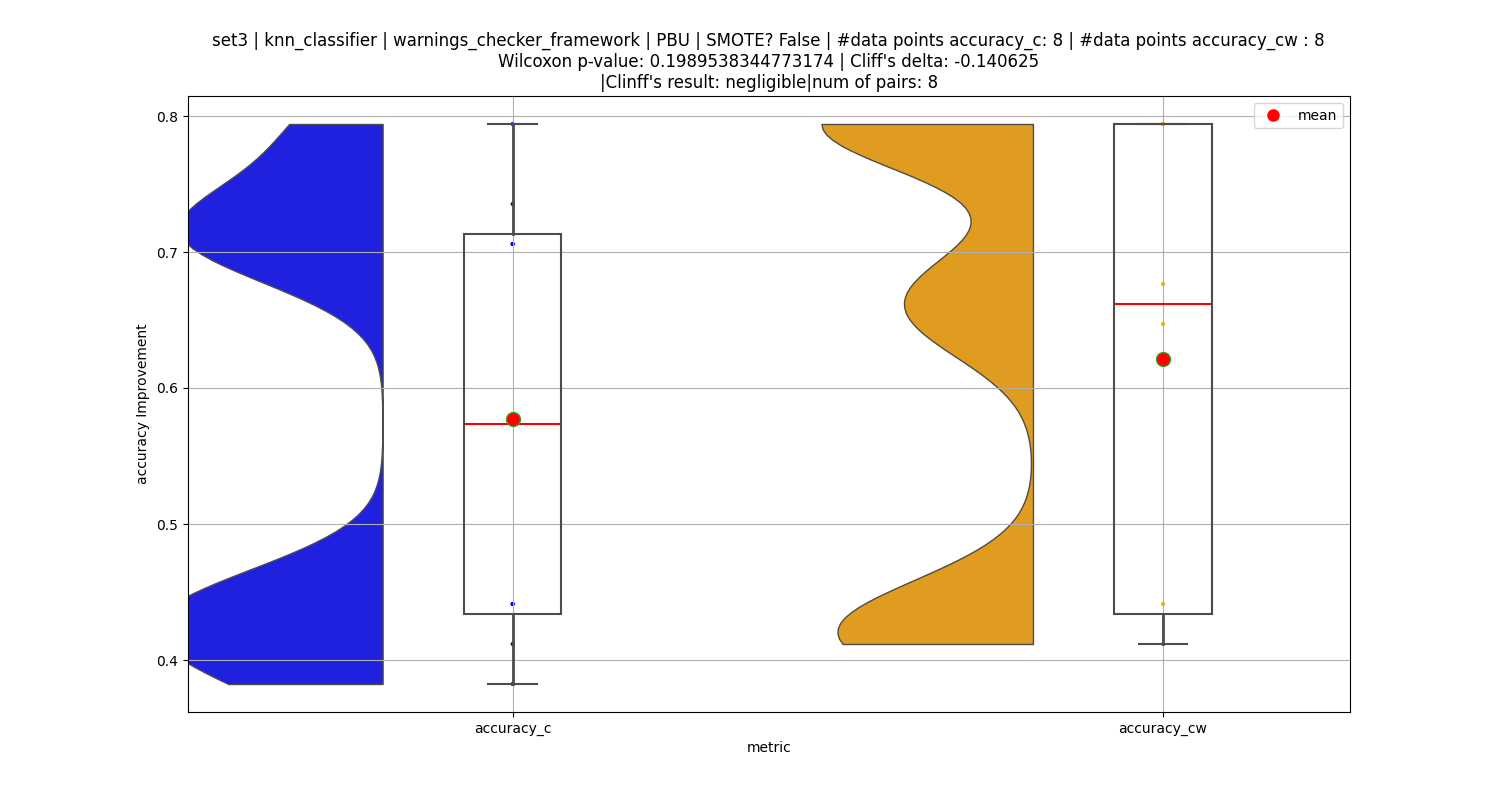 set3 | knn_classifier | warnings_checker_framework | PBU | SMOTE? False | #data points accuracy_c: 8 | #data points accuracy_cw : 8
Wilcoxon p-value: 0.1989538344773174 | Cliff's delta: -0.140625
|Clinff's result: negligible|num of pairs: 8
mean
0.8
0.7
0.6
0.5
0.4
accuracy Improvement
accuracy_c
accuracy_cw
metric